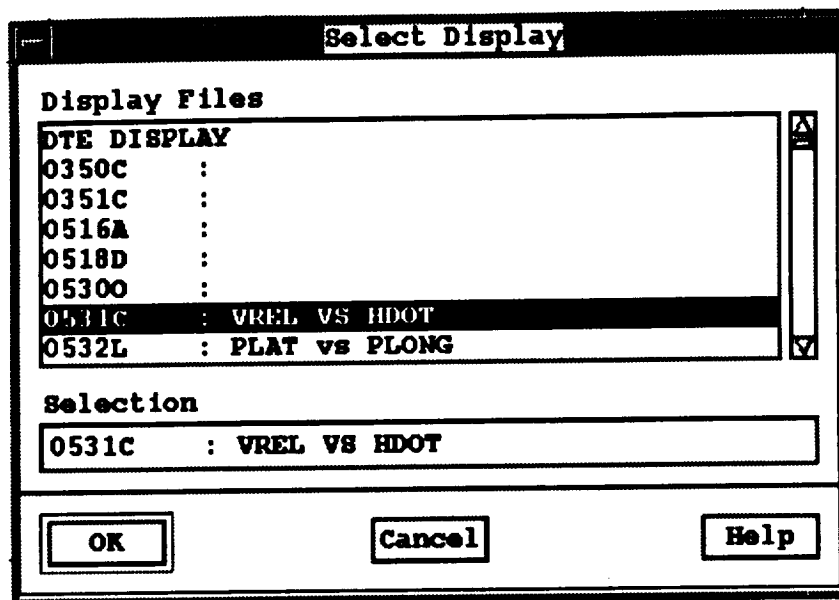 Select Display
Display Files
DTE DISPLAY
0350C :
0351C :
0516A :
0518D :
0530O :
0531C : VREL VS HDOT
0532L : PLAT vs PLONG
Selection
0531C : VREL VS HDOT
OK Cancel Help